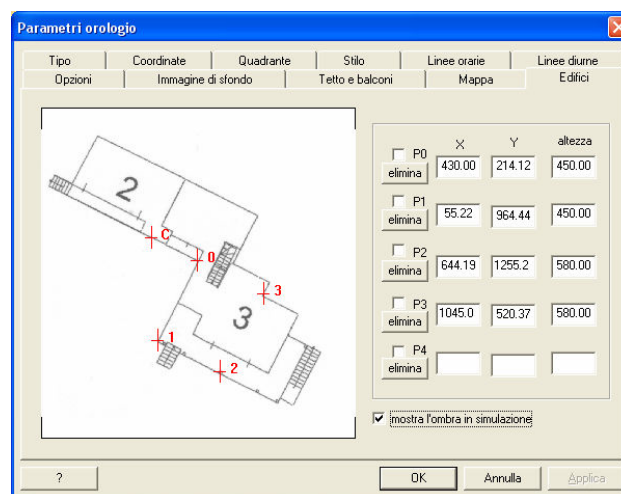 Parametri orologio
Tipo Coordinate Quadrante Stilo Linee orarie Linee diurne
Opzioni Immagine di sfondo Tetto e balconi Mappa Edifici
2
C
0
3
3
1
2
X Y altezza
P0
elimina 430.00 214.12 450.00
P1
elimina 55.22 964.44 450.00
P2
elimina 644.19 1255.2 580.00
P3
elimina 1045.0 520.37 580.00
P4
elimina
mostra l'ombra in simulazione
? OK Annulla Applica